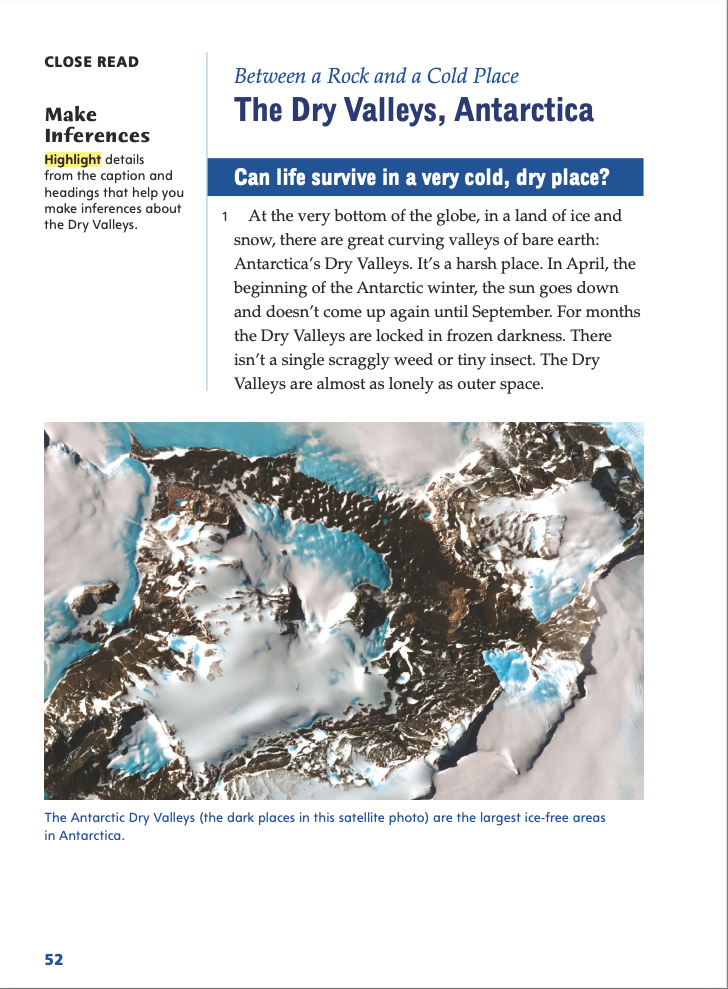 CLOSE READ
Make
Inferences
Highlight details
from the caption and
headings that help you
make inferences about
the Dry Valleys.
Between a Rock and a Cold Place
The Dry Valleys, Antarctica
Can life survive in a very cold, dry place?
1 At the very bottom of the globe, in a land of ice and
snow, there are great curving valleys of bare earth:
Antarctica’s Dry Valleys. It’s a harsh place. In April, the
beginning of the Antarctic winter, the sun goes down
and doesn’t come up again until September. For months
the Dry Valleys are locked in frozen darkness. There
isn’t a single scraggly weed or tiny insect. The Dry
Valleys are almost as lonely as outer space.
The Antarctic Dry Valleys (the dark places in this satellite photo) are the largest ice-free areas
in Antarctica.
52